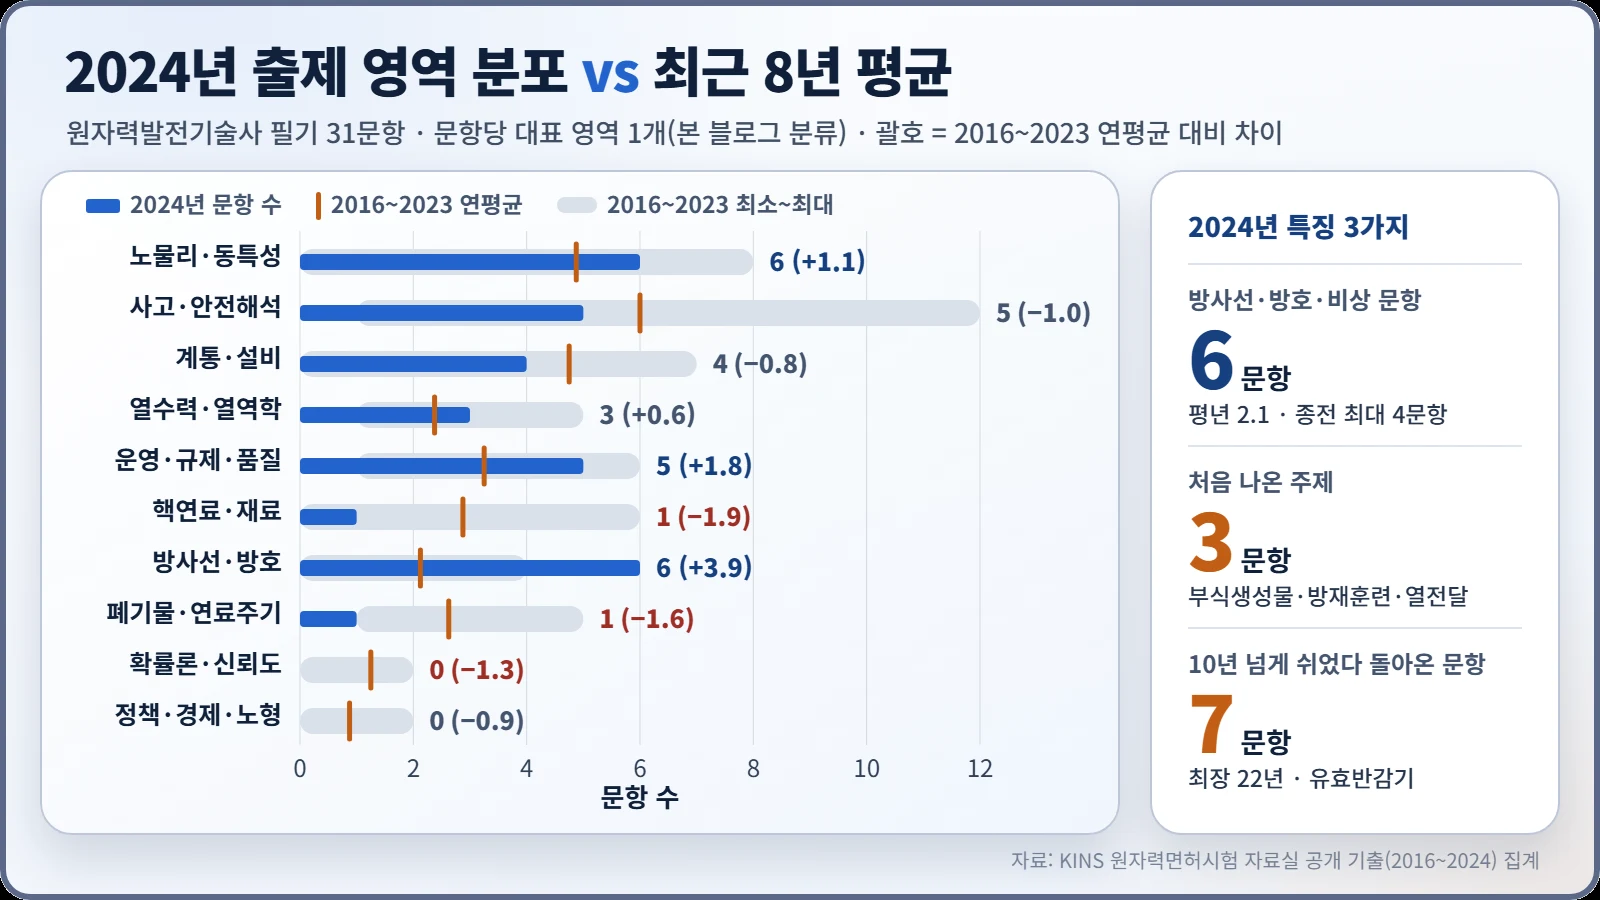 2024년 출제 영역 분포 vs 최근 8년 평균
원자력발전기술사 필기 31문항 · 문항당 대표 영역 1개(본 블로그 분류) · 괄호 = 2016~2023 연평균 대비 차이
2024년 문항 수
2016~2023 연평균
2016~2023 최소~최대
노물리·동특성
6 (+1.1)
사고·안전해석
5 (−1.0)
계통·설비
4 (−0.8)
열수력·열역학
3 (+0.6)
운영·규제·품질
5 (+1.8)
핵연료·재료
1 (−1.9)
방사선·방호
6 (+3.9)
폐기물·연료주기
1 (−1.6)
확률론·신뢰도
0 (−1.3)
정책·경제·노형
0 (−0.9)
0 2 4 6 8 10 12
문항 수
2024년 특징 3가지
방사선·방호·비상 문항
6 문항
평년 2.1 · 종전 최대 4문항
처음 나온 주제
3 문항
부식생성물·방재훈련·열전달
10년 넘게 쉬었다 돌아온 문항
7 문항
최장 22년 · 유효반감기
자료: KINS 원자력면허시험 자료실 공개 기출(2016~2024) 집계